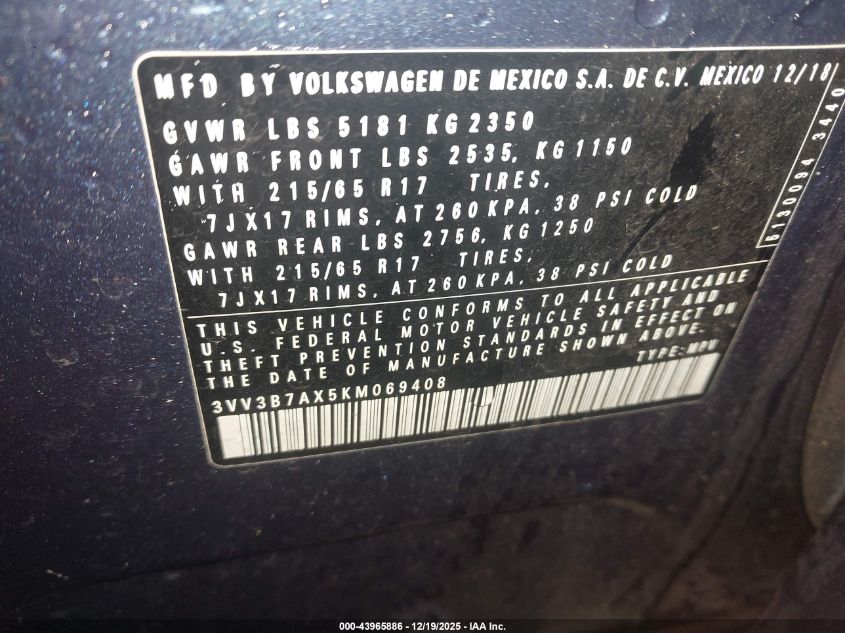 MFD BY VOLKSWAGEN DE MEXICO S.A. DE C.V. MEXICO 12/18
GVWR LBS 5181 KG 2350
GAWR FRONT LBS 2535, KG 1150
WITH 215/65 R17 TIRES,
7JX17 RIMS, AT 260 KPA, 38 PSI COLD
GAWR REAR LBS 2756, KG 1250
WITH 215/65 R17 TIRES,
7JX17 RIMS, AT 260 KPA, 38 PSI COLD
THIS VEHICLE CONFORMS TO ALL APPLICABLE
U.S. FEDERAL MOTOR VEHICLE SAFETY AND
THEFT PREVENTION STANDARDS IN EFFECT ON
THE DATE OF MANUFACTURE SHOWN ABOVE.
3VV3B7AX5KM069408 TYPE:MPV
3440
000-43965886 - 12/19/2025 - IAA Inc.